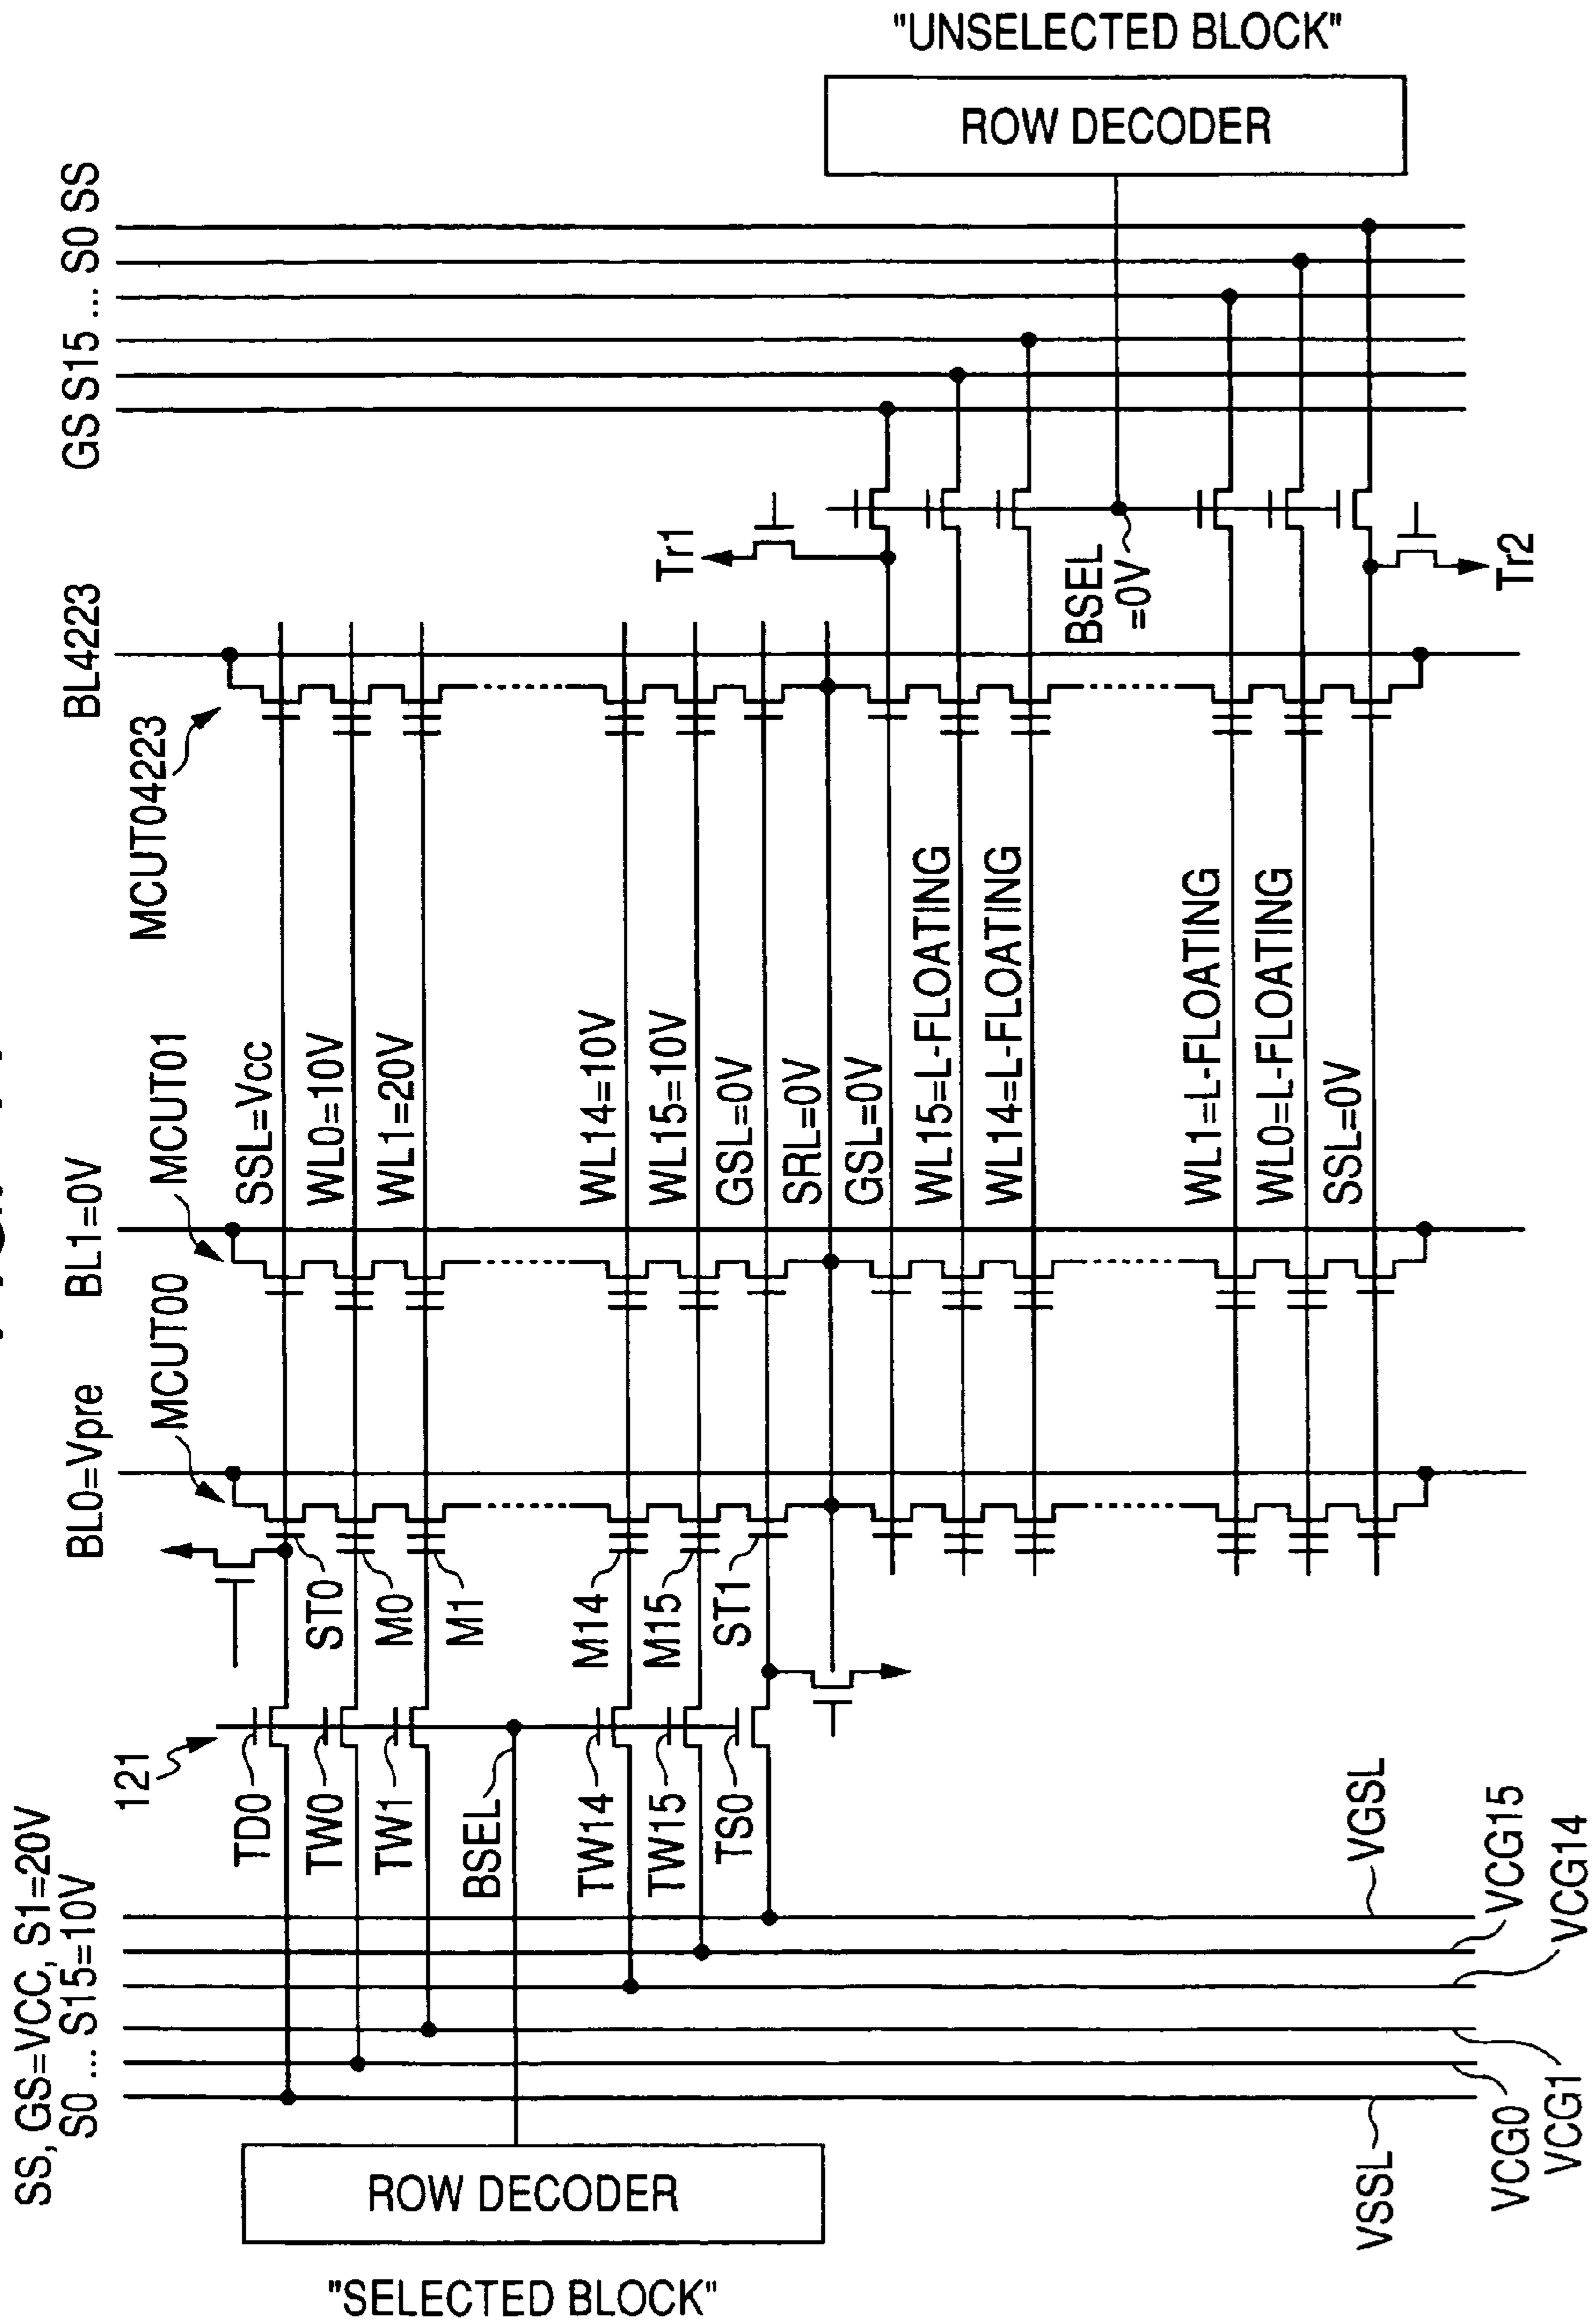 SS, GS=VCC, S1=20V
S0 ... S15=10V
BL0=Vpre
BL1=0V
BL4223
GS S15 ... S0 SS
121
MCUT00
MCUT01
MCUT04223
TD0
TW0
TW1
BSEL
TW14
TW15
TS0
ST0
M0
M1
M14
M15
ST1
SSL=Vcc
WL0=10V
WL1=20V
WL14=10V
WL15=10V
GSL=0V
SRL=0V
GSL=0V
WL15=L-FLOATING
WL14=L-FLOATING
WL1=L-FLOATING
WL0=L-FLOATING
SSL=0V
Tr1
BSEL
=0V
Tr2
ROW DECODER
"SELECTED BLOCK"
ROW DECODER
"UNSELECTED BLOCK"
VSSL
VCG0
VCG1
VGSL
VCG15
VCG14